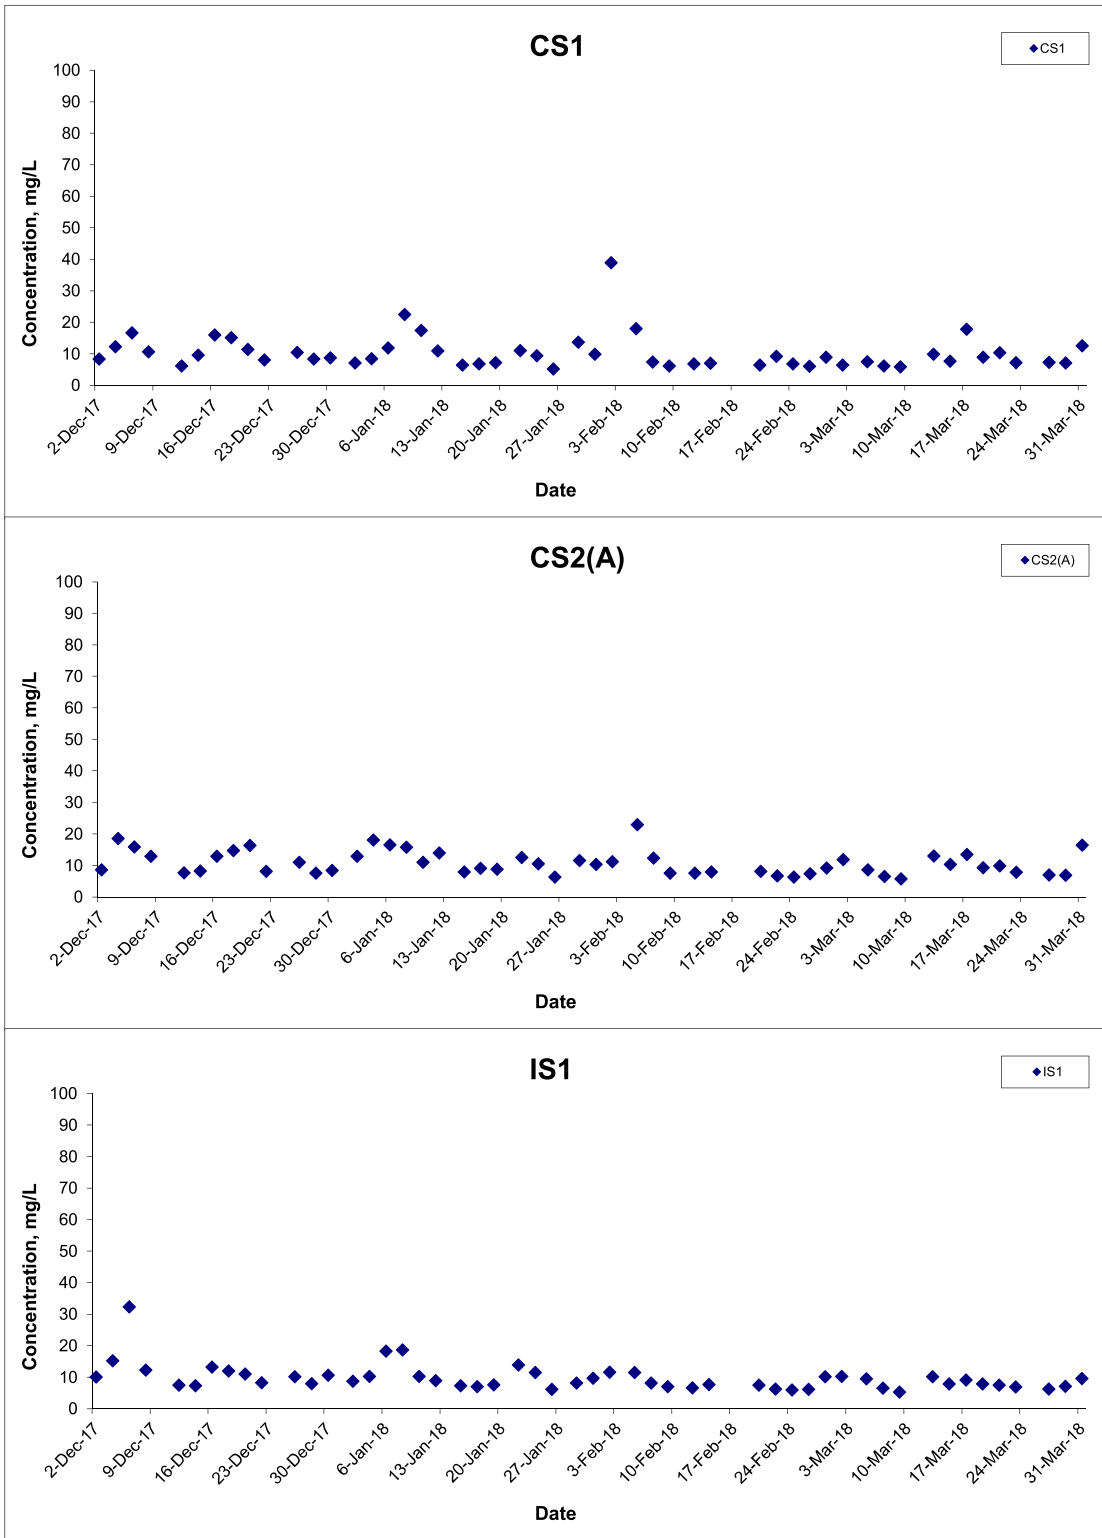 CS1
CS1
Concentration, mg/L
100
90
80
70
60
50
40
30
20
10
0
2-Dec-17
9-Dec-17
16-Dec-17
23-Dec-17
30-Dec-17
6-Jan-18
13-Jan-18
20-Jan-18
27-Jan-18
3-Feb-18
10-Feb-18
17-Feb-18
24-Feb-18
3-Mar-18
10-Mar-18
17-Mar-18
24-Mar-18
31-Mar-18
Date
CS2(A)
CS2(A)
Concentration, mg/L
100
90
80
70
60
50
40
30
20
10
0
2-Dec-17
9-Dec-17
16-Dec-17
23-Dec-17
30-Dec-17
6-Jan-18
13-Jan-18
20-Jan-18
27-Jan-18
3-Feb-18
10-Feb-18
17-Feb-18
24-Feb-18
3-Mar-18
10-Mar-18
17-Mar-18
24-Mar-18
31-Mar-18
Date
IS1
IS1
Concentration, mg/L
100
90
80
70
60
50
40
30
20
10
0
2-Dec-17
9-Dec-17
16-Dec-17
23-Dec-17
30-Dec-17
6-Jan-18
13-Jan-18
20-Jan-18
27-Jan-18
3-Feb-18
10-Feb-18
17-Feb-18
24-Feb-18
3-Mar-18
10-Mar-18
17-Mar-18
24-Mar-18
31-Mar-18
Date